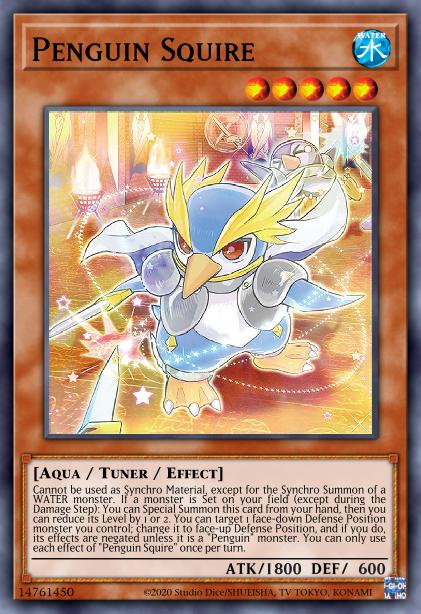 PENGUIN SQUIRE
WATER
水
[AQUA / TUNER / EFFECT]
Cannot be used as Synchro Material, except for the Synchro Summon of a
WATER monster. If a monster is Set on your field (except during the
Damage Step): You can Special Summon this card from your hand, then you
can reduce its Level by 1 or 2. You can target 1 face-down Defense Position
monster you control; change it to face-up Defense Position, and if you do,
its effects are negated unless it is a "Penguin" monster. You can only use
each effect of "Penguin Squire" once per turn.
ATK/1800 DEF/ 600
14761450
©2020 Studio Dice/SHUEISHA, TV TOKYO, KONAMI